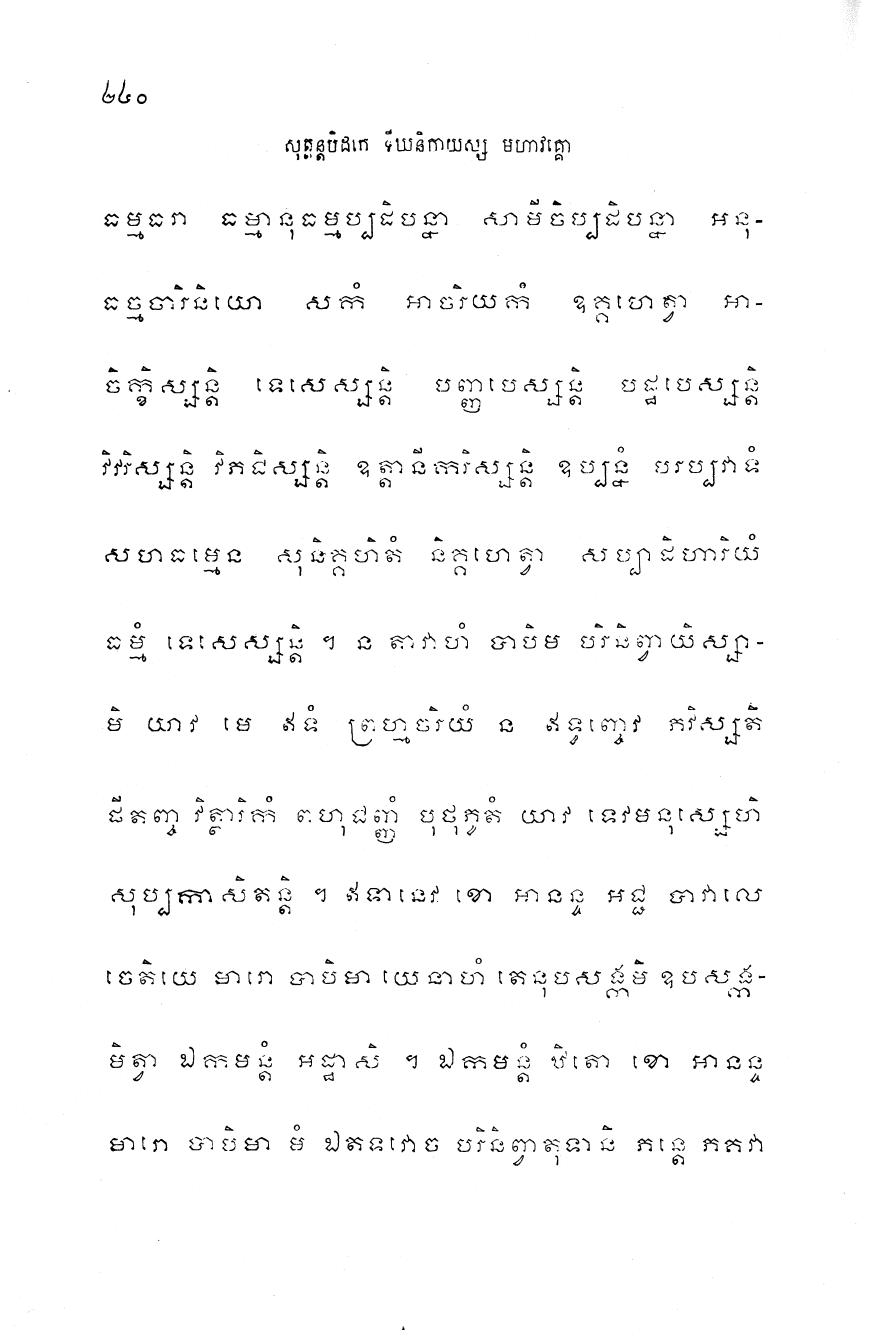 ២៤០
សុត្តន្តបិដកេ ទីឃនិកាយស្ស មហាវគ្គោ
ធម្មធរា ធម្មានុធម្មប្បដិបន្នា សាមីចិប្បដិបន្នា អនុ-
ធម្មចារិនិយោ សកំ អាចរិយកំ ឧគ្គហេត្វា អា-
ចិក្ខិស្សន្តិ ទេសេស្សន្តិ បញ្ញបេស្សន្តិ បដ្ឋបេស្សន្តិ
វិវរិស្សន្តិ វិភជិស្សន្តិ ឧត្តានីករិស្សន្តិ ឧប្បន្នំ បរប្បវាទំ
សហធម្មេន សុនិគ្គហិតំ និគ្គហេត្វា សប្បាដិហារិយំ
ធម្មំ ទេសេស្សន្តិ ។ ន តាវាហំ បាបិម បរិនិព្វាយិស្សា-
មិ យាវ មេ ឥទំ ព្រហ្មចរិយំ ន ឥទ្ធញ្ចេវ ភវិស្សតិ
ផីតញ្ច វិត្ថារិកំ ពហុជញ្ញំ បុថុភូតំ យាវ ទេវមនុស្សេហិ
សុប្បកាសិតន្តិ ។ ឥទានេវ ខោ អានន្ទ អជ្ជ បាវាលេ
ចេតិយេ មារោ បាបិមា យេនាហំ តេនុបសង្កមិ ឧបសង្ក-
មិត្វា ឯកមន្តំ អដ្ឋាសិ ។ ឯកមន្តំ ឋិតោ ខោ អានន្ទ
មារោ បាបិមា មំ ឯតទវោច បរិនិព្វាតុទានិ ភន្តេ ភគវា